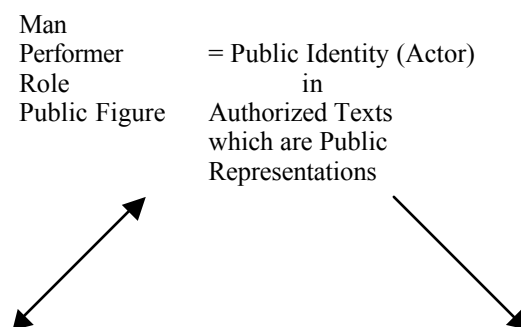 Man
Performer = Public Identity (Actor)
Role in
Public Figure Authorized Texts
which are Public
Representations